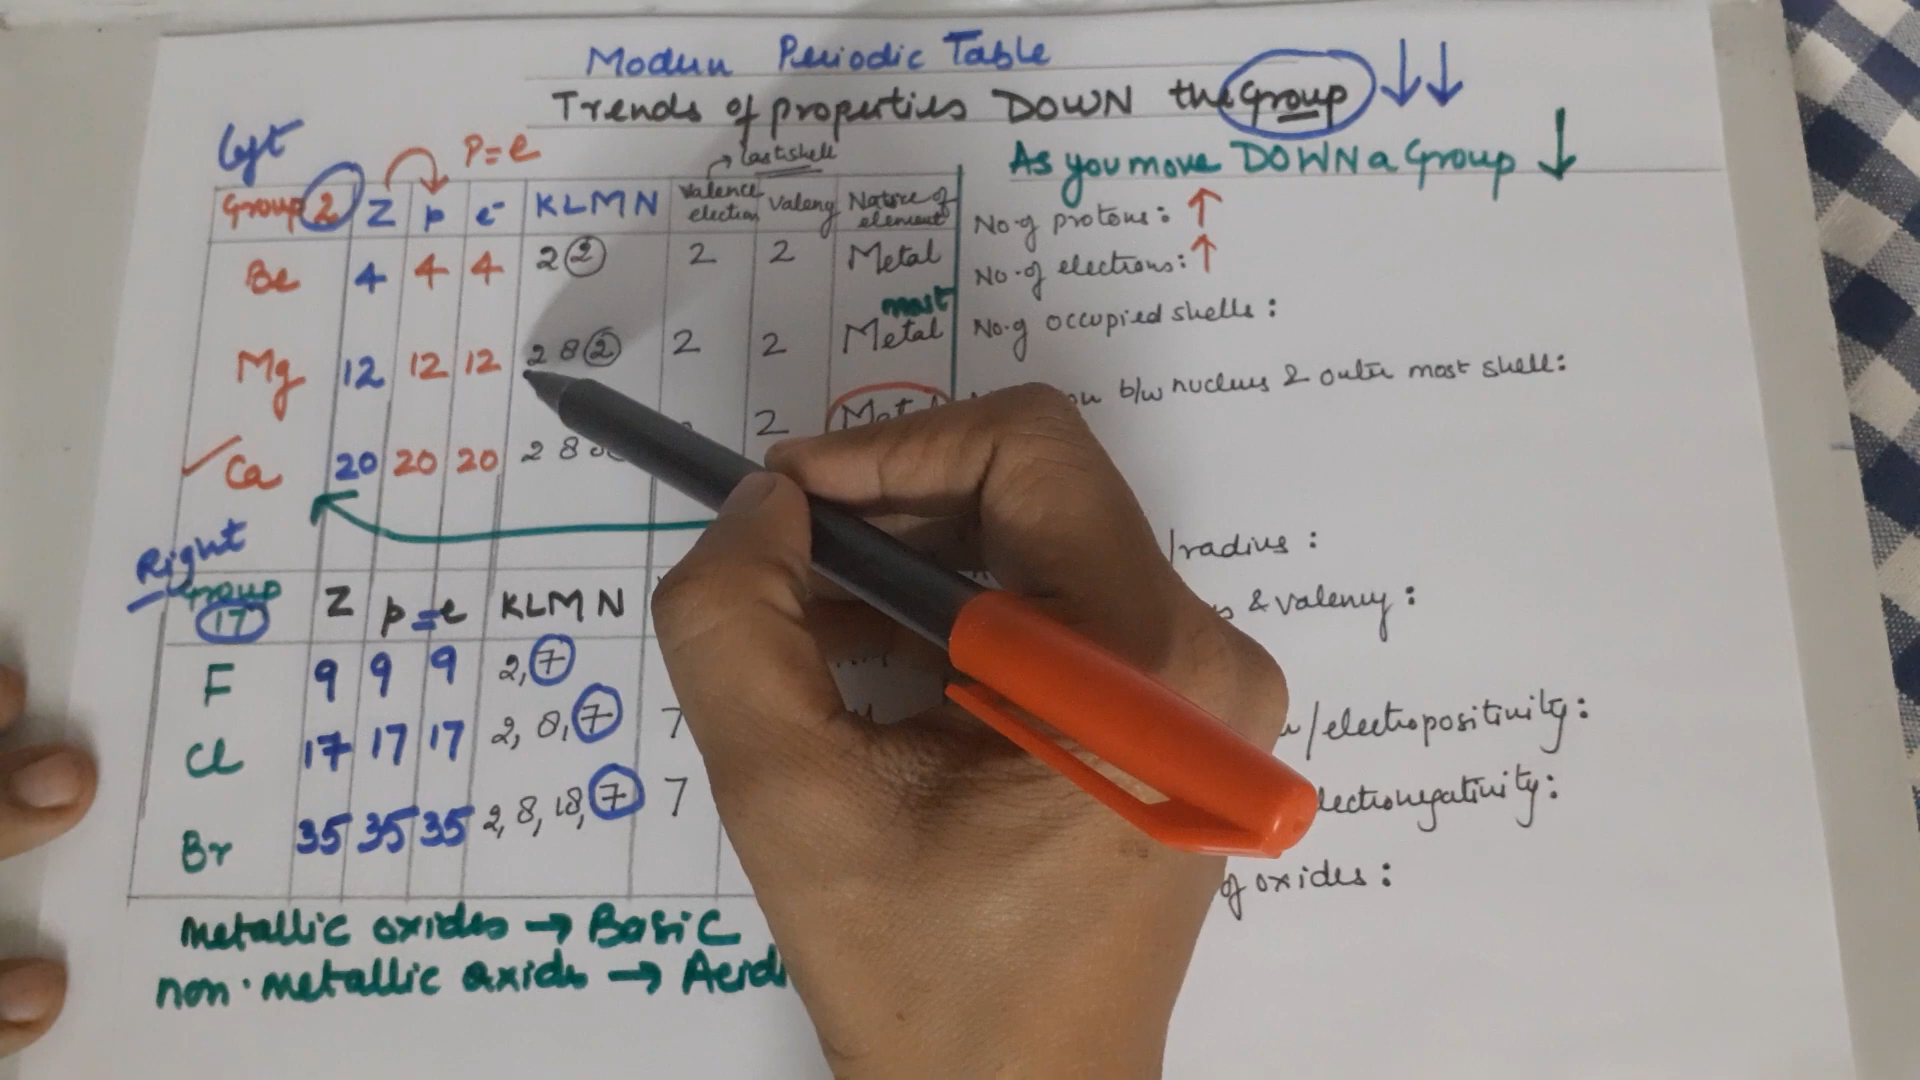 Modern Periodic Table
Trends of properties DOWN the Group
left
P=e
last shell
Group 2 Z p e- KLMN Valence election Valeny Nature of element
Be 4 4 4 2 2 2 2 Metal
most
Mg 12 12 12 2 8 2 2 2 Metal
Ca 20 20 20 2 8 2
Right
Group 17 Z p = e KLMN
F 9 9 9 2, 7
Cl 17 17 17 2, 8, 7 7
Br 35 35 35 2, 8, 18, 7 7
Metallic oxides → Basic
non-metallic oxides →
As you move DOWN a Group
No. of protons:
No. of electrons:
No. of occupied shells:
b/w nucleus & outer most shell:
/radius:
& valency:
/electropositivity:
of oxides: